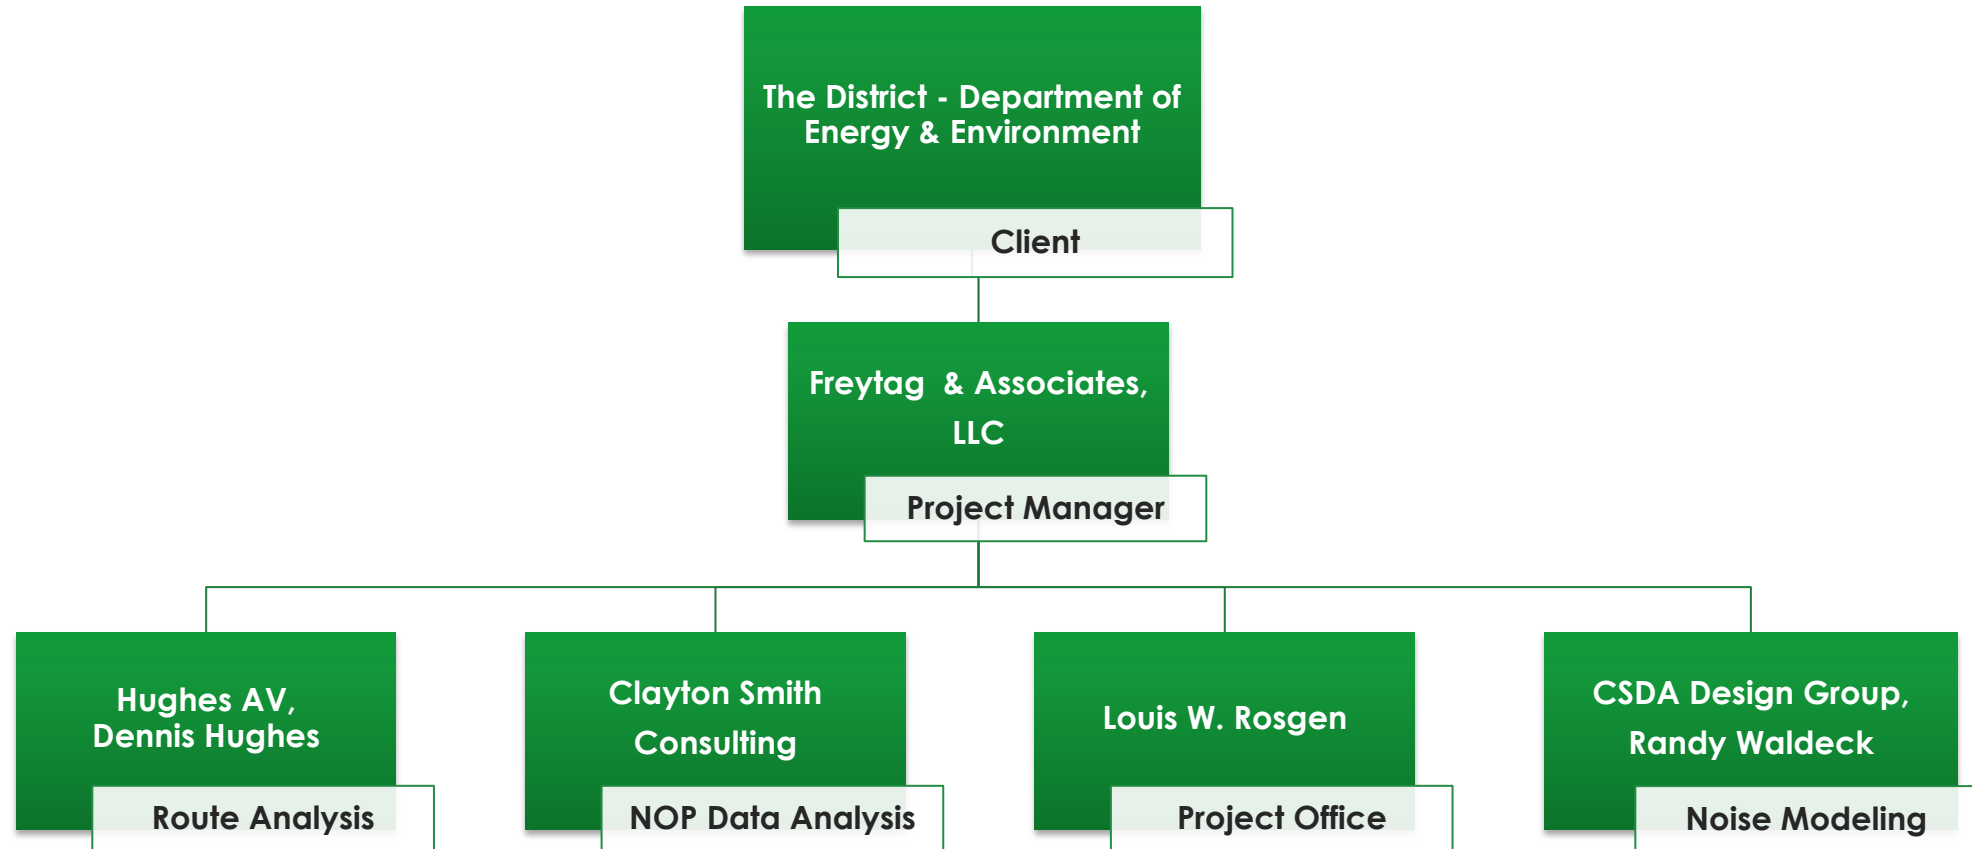 The District - Department of
Energy & Environment
Client
Freytag & Associates,
LLC
Project Manager
Hughes AV,
Dennis Hughes
Route Analysis
Clayton Smith
Consulting
NOP Data Analysis
Louis W. Rosgen
Project Office
CSDA Design Group,
Randy Waldeck
Noise Modeling